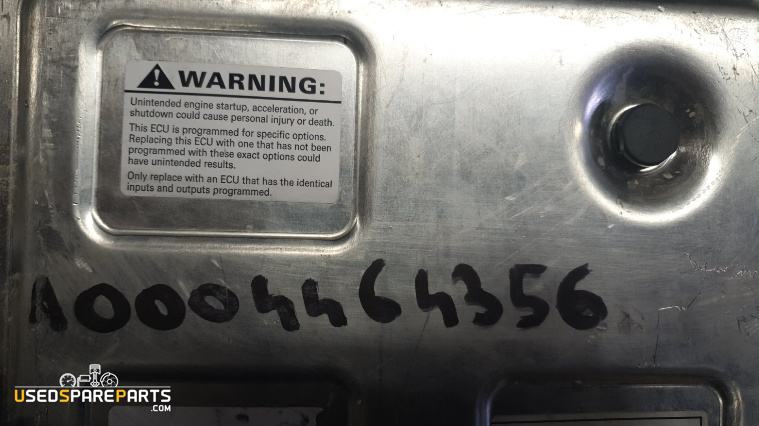 WARNING:
Unintended engine startup, acceleration, or
shutdown could cause personal injury or death.
This ECU is programmed for specific options.
Replacing this ECU with one that has not been
programmed with these exact options could
have unintended results.
Only replace with an ECU that has the identical
inputs and outputs programmed.
A0004464356
USEDSPAREPARTS
.COM